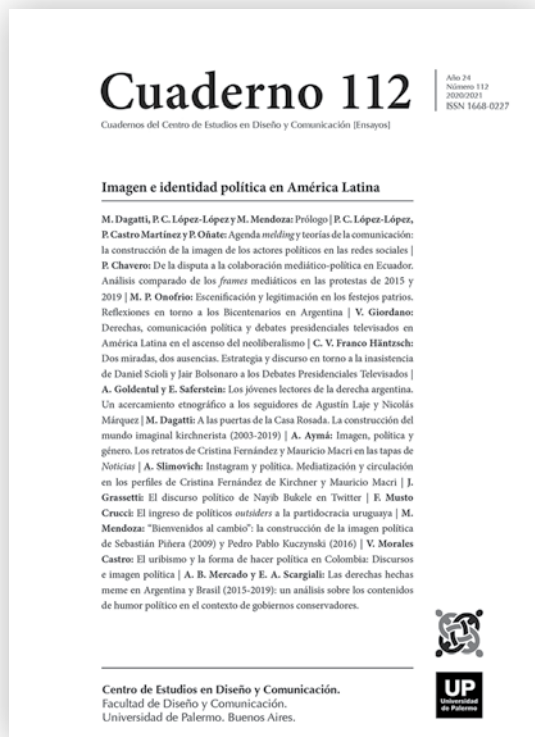 Cuaderno 112
Año 24
Número 112
2020/2021
ISSN 1668-0227
Cuadernos del Centro de Estudios en Diseño y Comunicación [Ensayos]
Imagen e identidad política en América Latina
M. Dagatti, P. C. López-López y M. Mendoza: Prólogo | P. C. López-López,
P. Castro Martínez y P. Oñate: Agenda melding y teorías de la comunicación:
la construcción de la imagen de los actores políticos en las redes sociales |
P. Chavero: De la disputa a la colaboración mediático-política en Ecuador.
Análisis comparado de los frames mediáticos en las protestas de 2015 y
2019 | M. P. Onofrio: Escenificación y legitimación en los festejos patrios.
Reflexiones en torno a los Bicentenarios en Argentina | V. Giordano:
Derechas, comunicación política y debates presidenciales televisados en
América Latina en el ascenso del neoliberalismo | C. V. Franco Häntzsch:
Dos miradas, dos ausencias. Estrategia y discurso en torno a la inasistencia
de Daniel Scioli y Jair Bolsonaro a los Debates Presidenciales Televisados |
A. Goldentul y E. Saferstein: Los jóvenes lectores de la derecha argentina.
Un acercamiento etnográfico a los seguidores de Agustín Laje y Nicolás
Márquez | M. Dagatti: A las puertas de la Casa Rosada. La construcción del
mundo imaginal kirchnerista (2003-2019) | A. Aymá: Imagen, política y
género. Los retratos de Cristina Fernández y Mauricio Macri en las tapas de
Noticias | A. Slimovich: Instagram y política. Mediatización y circulación
en los perfiles de Cristina Fernández de Kirchner y Mauricio Macri | J.
Grassetti: El discurso político de Nayib Bukele en Twitter | F. Musto
Crucci: El ingreso de políticos outsiders a la partidocracia uruguaya | M.
Mendoza: "Bienvenidos al cambio": la construcción de la imagen política
de Sebastián Piñera (2009) y Pedro Pablo Kuczynski (2016) | V. Morales
Castro: El uribismo y la forma de hacer política en Colombia: Discursos
e imagen política | A. B. Mercado y E. A. Scargiali: Las derechas hechas
meme en Argentina y Brasil (2015-2019): un análisis sobre los contenidos
de humor político en el contexto de gobiernos conservadores.
Centro de Estudios en Diseño y Comunicación.
Facultad de Diseño y Comunicación.
Universidad de Palermo. Buenos Aires.
UP
Universidad
de Palermo